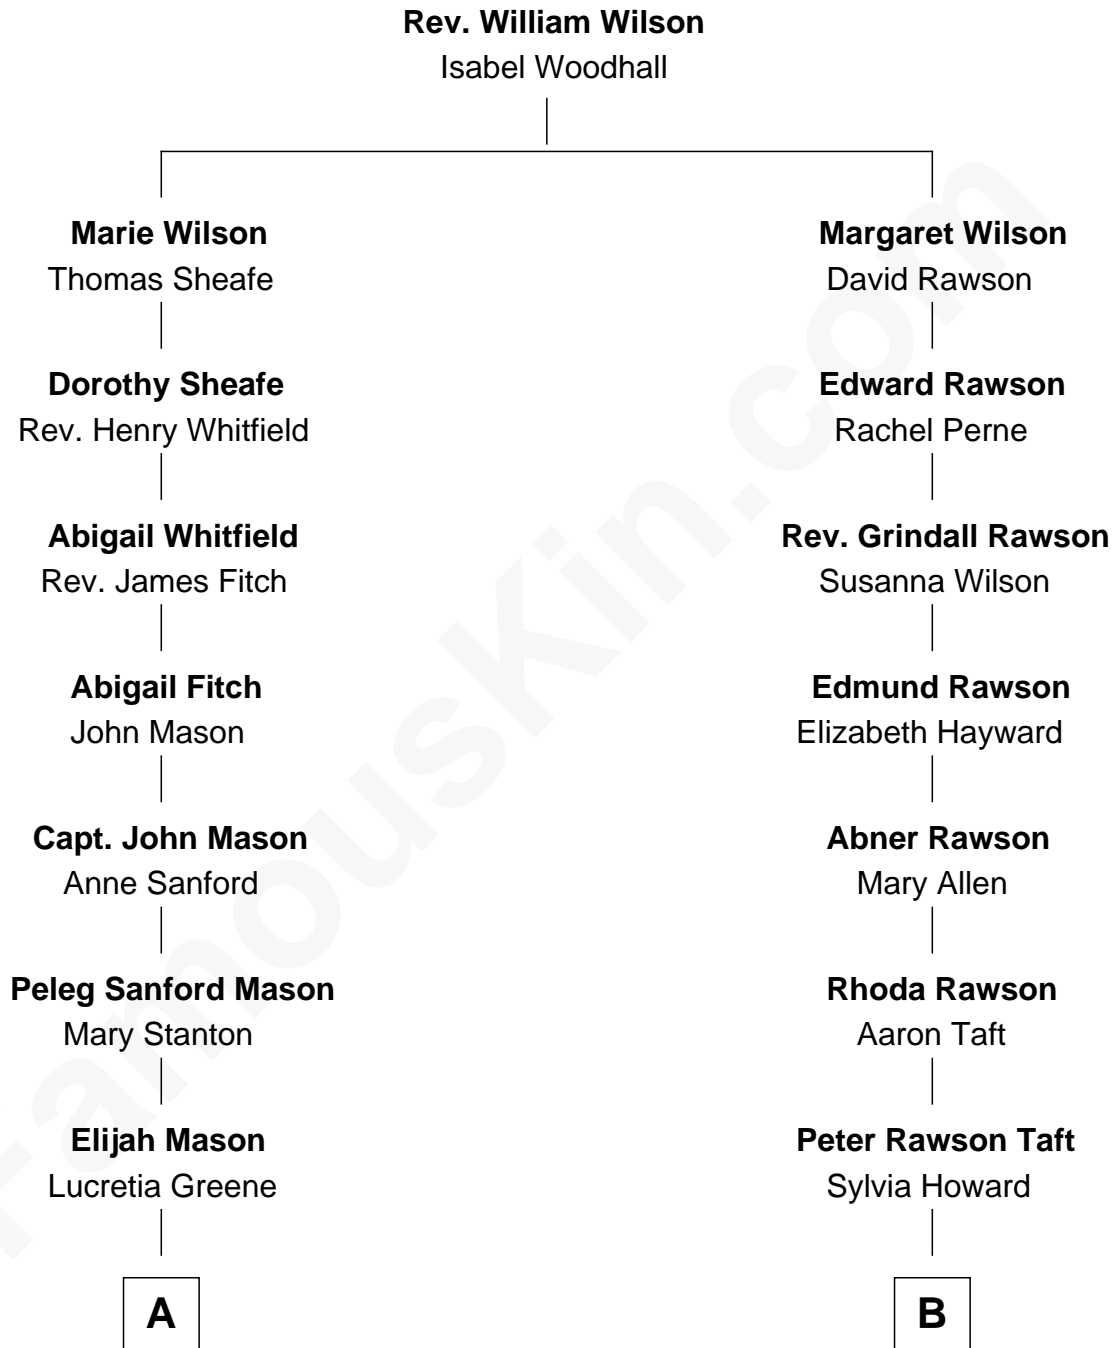 Rev. William Wilson
Isabel Woodhall
Marie Wilson
Thomas Sheafe
Margaret Wilson
David Rawson
Dorothy Sheafe
Rev. Henry Whitfield
Edward Rawson
Rachel Perne
Abigail Whitfield
Rev. James Fitch
Rev. Grindall Rawson
Susanna Wilson
Abigail Fitch
John Mason
Edmund Rawson
Elizabeth Hayward
Capt. John Mason
Anne Sanford
Abner Rawson
Mary Allen
Peleg Sanford Mason
Mary Stanton
Rhoda Rawson
Aaron Taft
Elijah Mason
Lucretia Greene
Peter Rawson Taft
Sylvia Howard
A
B
FamousKin.com